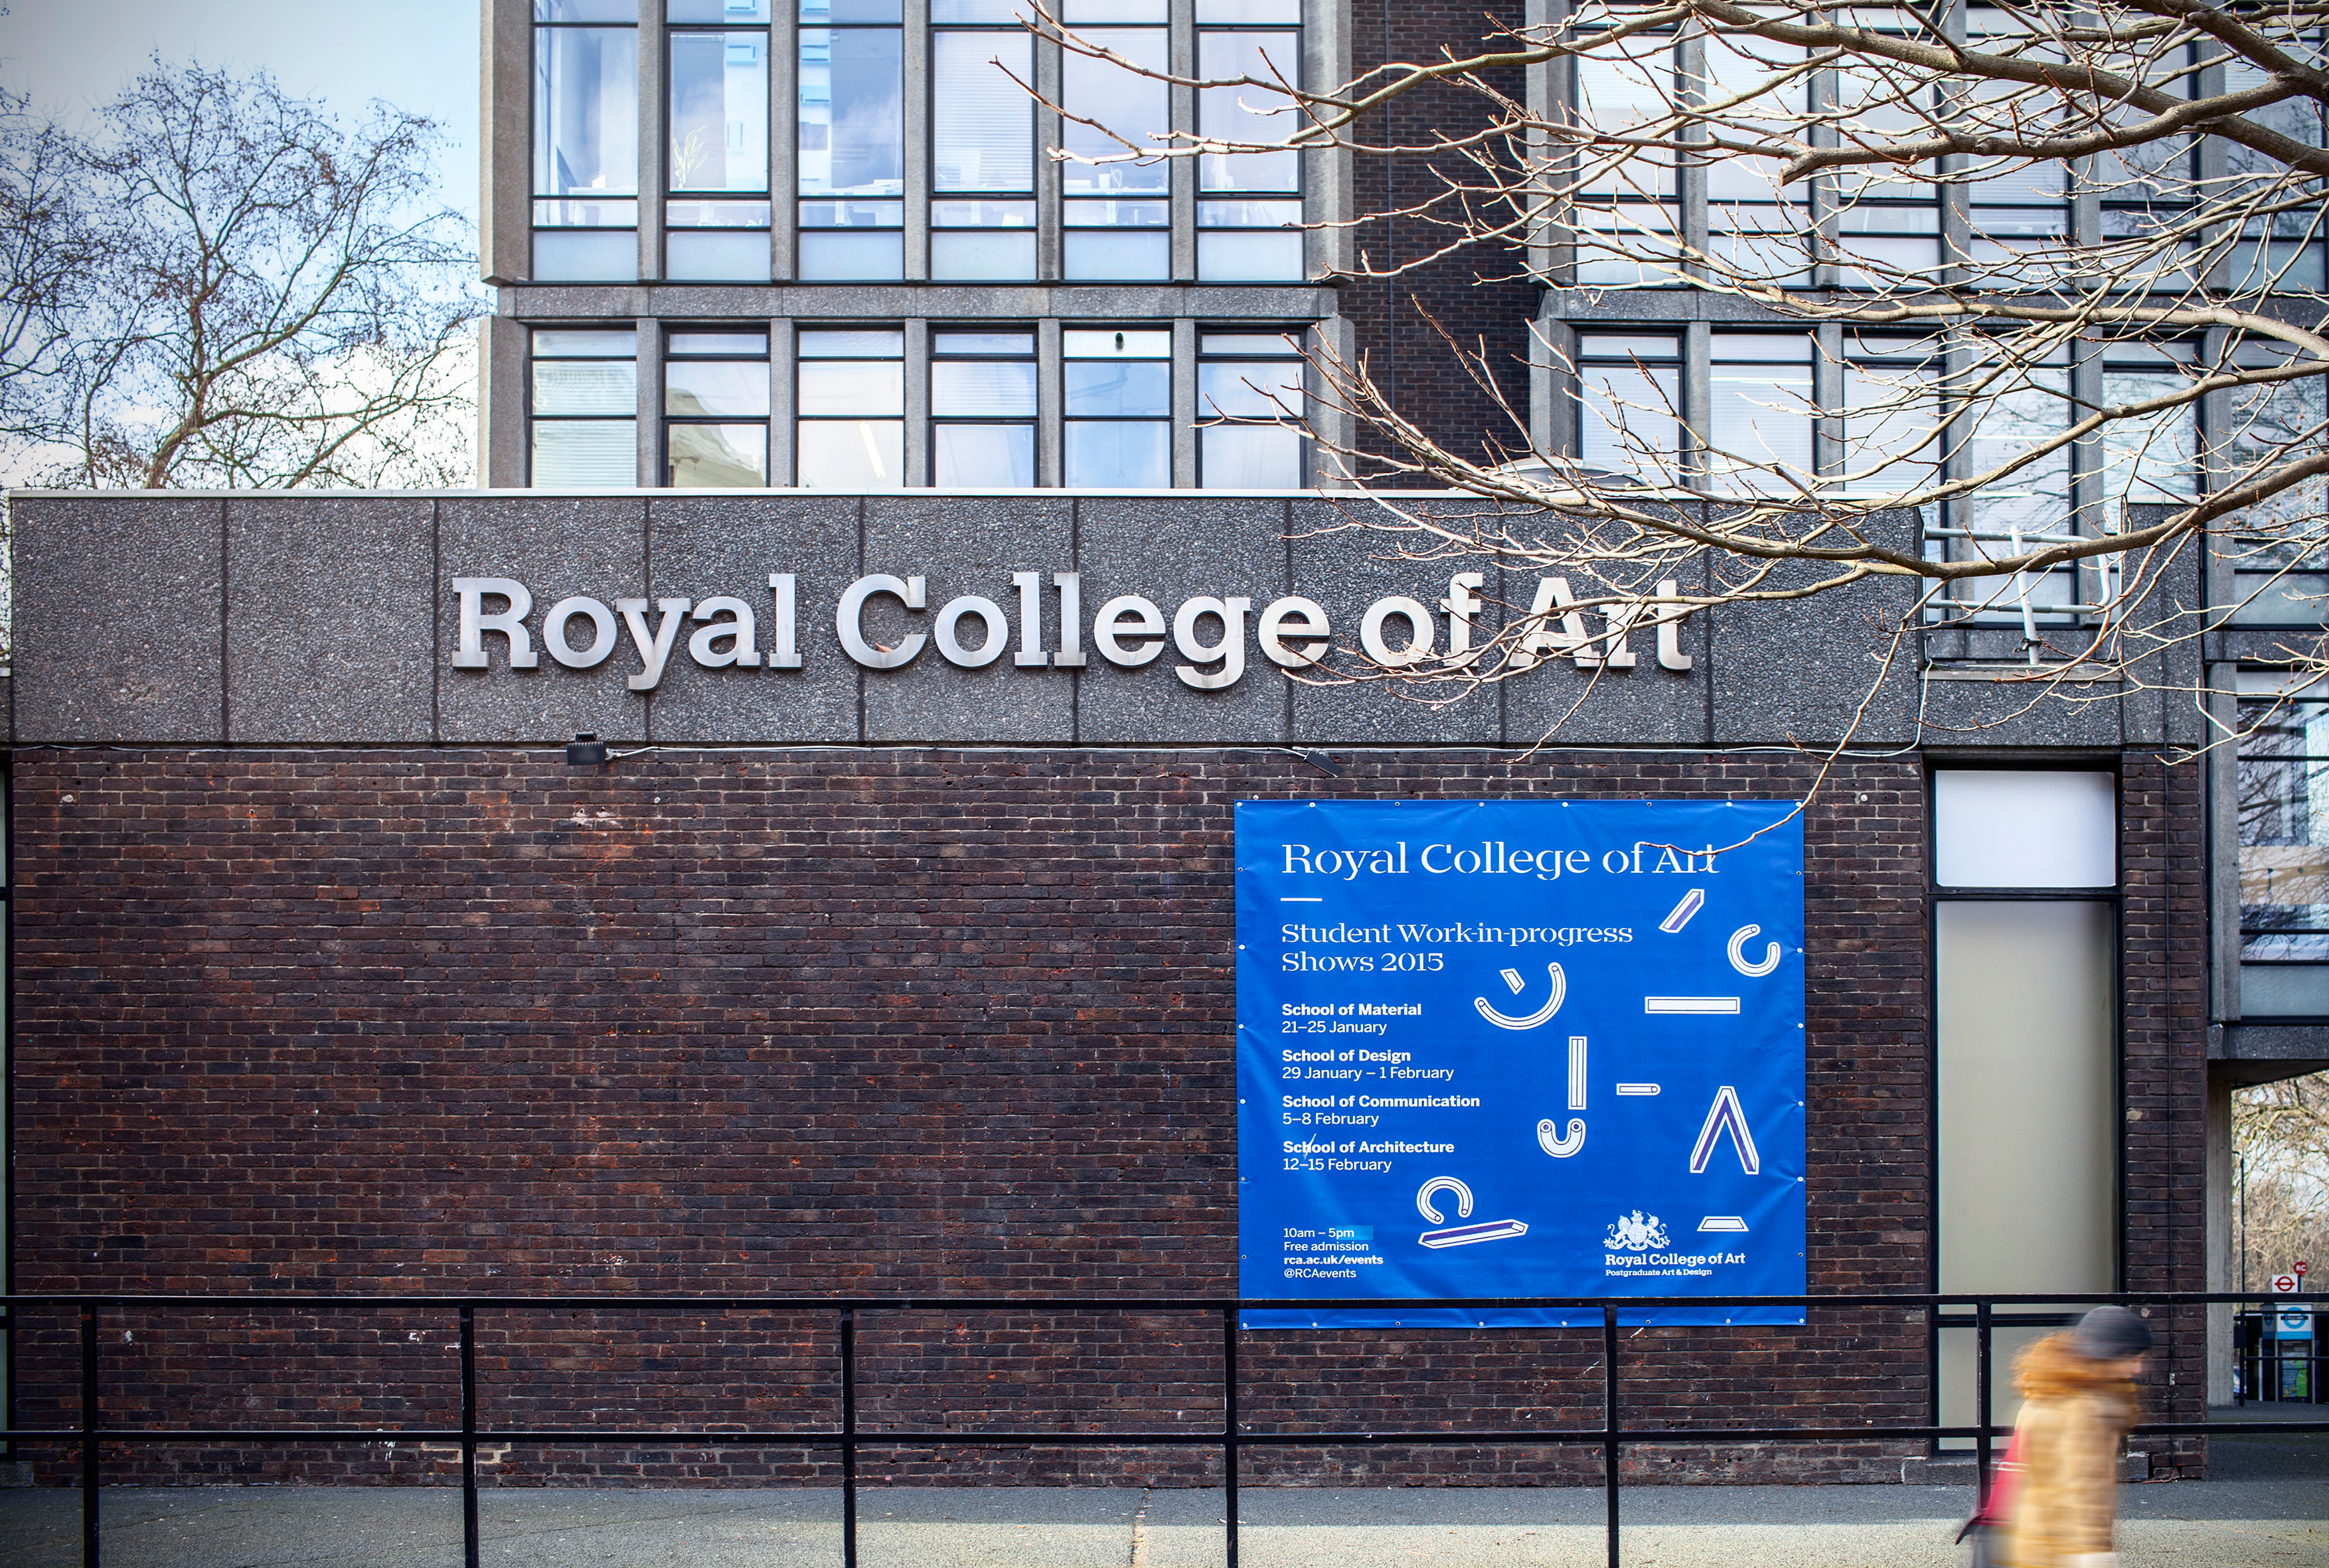 Royal College of Art
Royal College of Art
Student Work-in-progress
Shows 2015
School of Material
21–25 January
School of Design
29 January – 1 February
School of Communication
5–8 February
School of Architecture
12–15 February
10am – 5pm
Free admission
rca.ac.uk/events
@RCAevents
Royal College of Art
Postgraduate Art & Design
RC